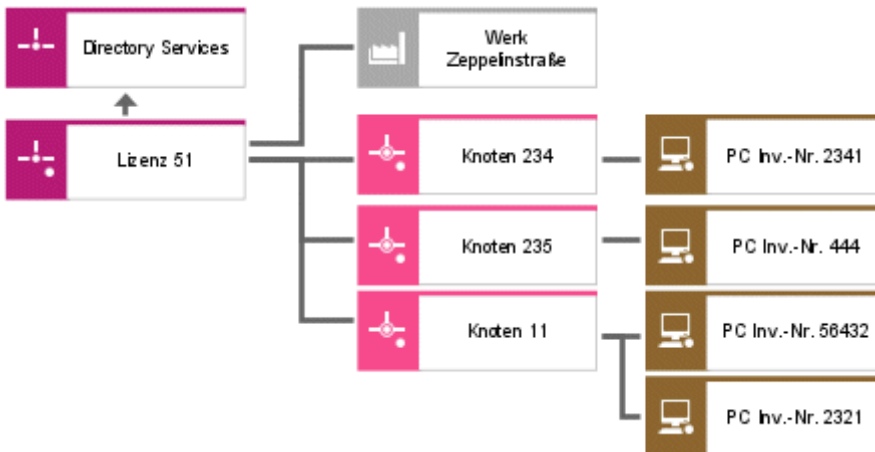 Directory Services
Werk
Zeppelinstraße
Lizenz 51
Knoten 234
PC Inv.-Nr. 2341
Knoten 235
PC Inv.-Nr. 444
Knoten 11
PC Inv.-Nr. 56432
PC Inv.-Nr. 2321